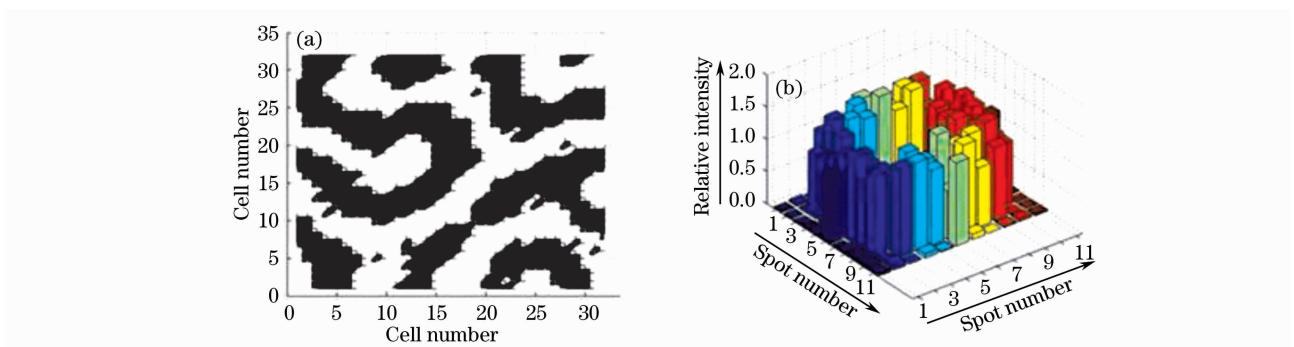 (a)
35
30
25
20
15
10
5
0
Cell number
0 5 10 15 20 25 30
Cell number
(b)
Relative intensity
2.0
1.5
1.0
0.5
0.0
1 3 5 7 9 11
Spot number
1 3 5 7 9 11
Spot number